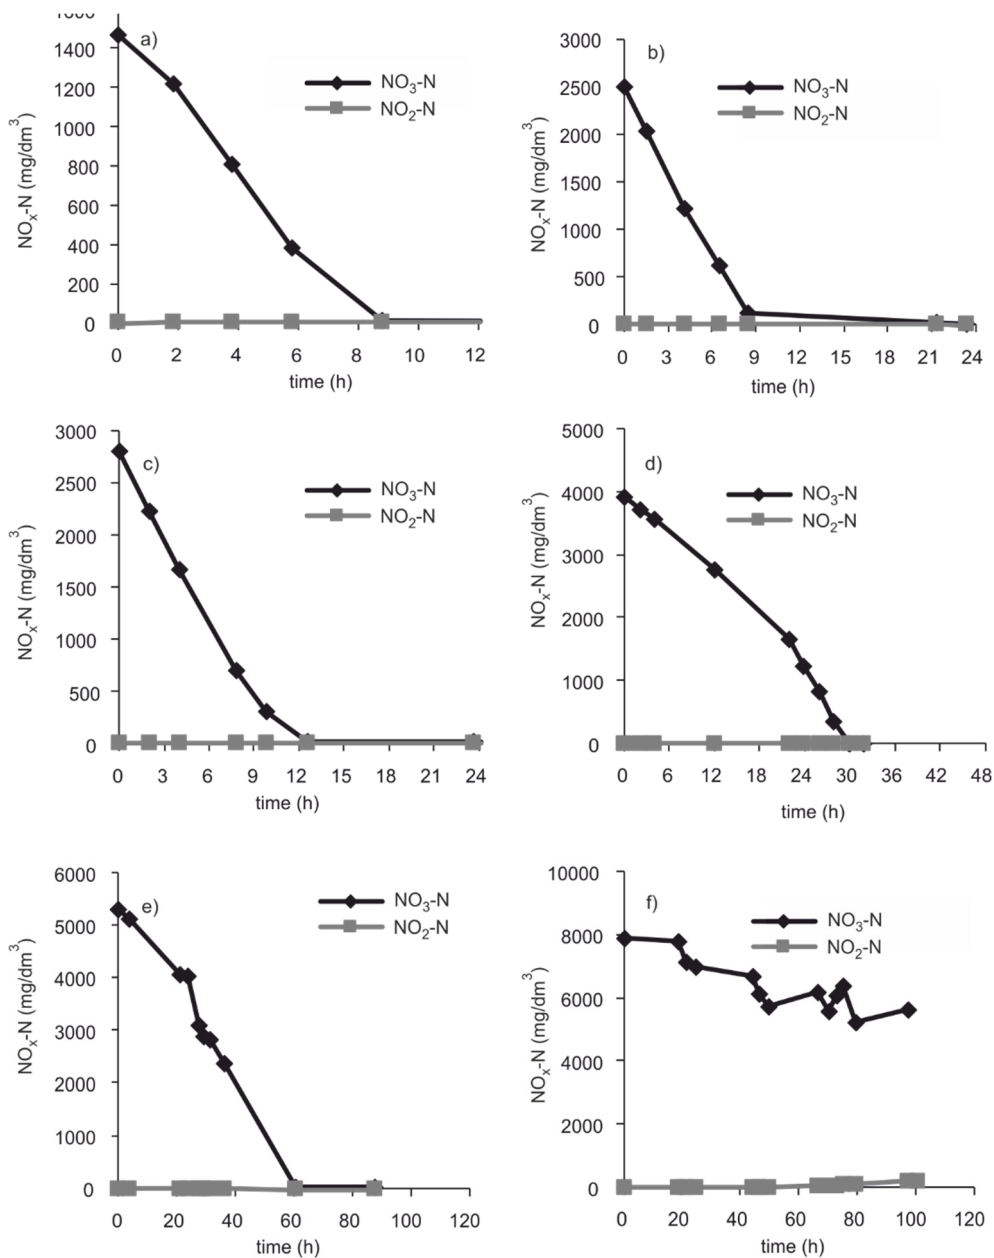 1600
1400
1200
1000
800
600
400
200
0
NOₓ-N (mg/dm³)
a)
NO₃-N
NO₂-N
0 2 4 6 8 10 12
time (h)
3000
2500
2000
1500
1000
500
0
NOₓ-N (mg/dm³)
b)
NO₃-N
NO₂-N
0 3 6 9 12 15 18 21 24
time (h)
3000
2500
2000
1500
1000
500
0
NOₓ-N (mg/dm³)
c)
NO₃-N
NO₂-N
0 3 6 9 12 15 18 21 24
time (h)
5000
4000
3000
2000
1000
0
NOₓ-N (mg/dm³)
d)
NO₃-N
NO₂-N
0 6 12 18 24 30 36 42 48
time (h)
6000
5000
4000
3000
2000
1000
0
NOₓ-N (mg/dm³)
e)
NO₃-N
NO₂-N
0 20 40 60 80 100 120
time (h)
10000
8000
6000
4000
2000
0
NOₓ-N (mg/dm³)
f)
NO₃-N
NO₂-N
0 20 40 60 80 100 120
time (h)